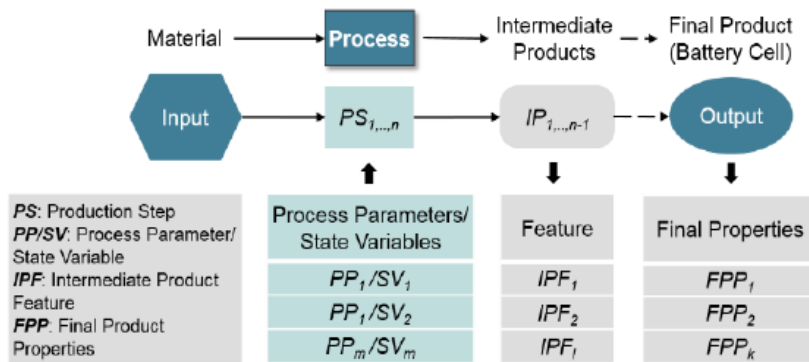 Material
Process
Intermediate
Products
Final Product
(Battery Cell)
Input
PS1,..,n
IP1,..,n-1
Output
PS: Production Step
PP/SV: Process Parameter/
State Variable
IPF: Intermediate Product
Feature
FPP: Final Product
Properties
Process Parameters/
State Variables
PP1/SV1
PP1/SV2
PPm/SVm
Feature
IPF1
IPF2
IPFl
Final Properties
FPP1
FPP2
FPPk